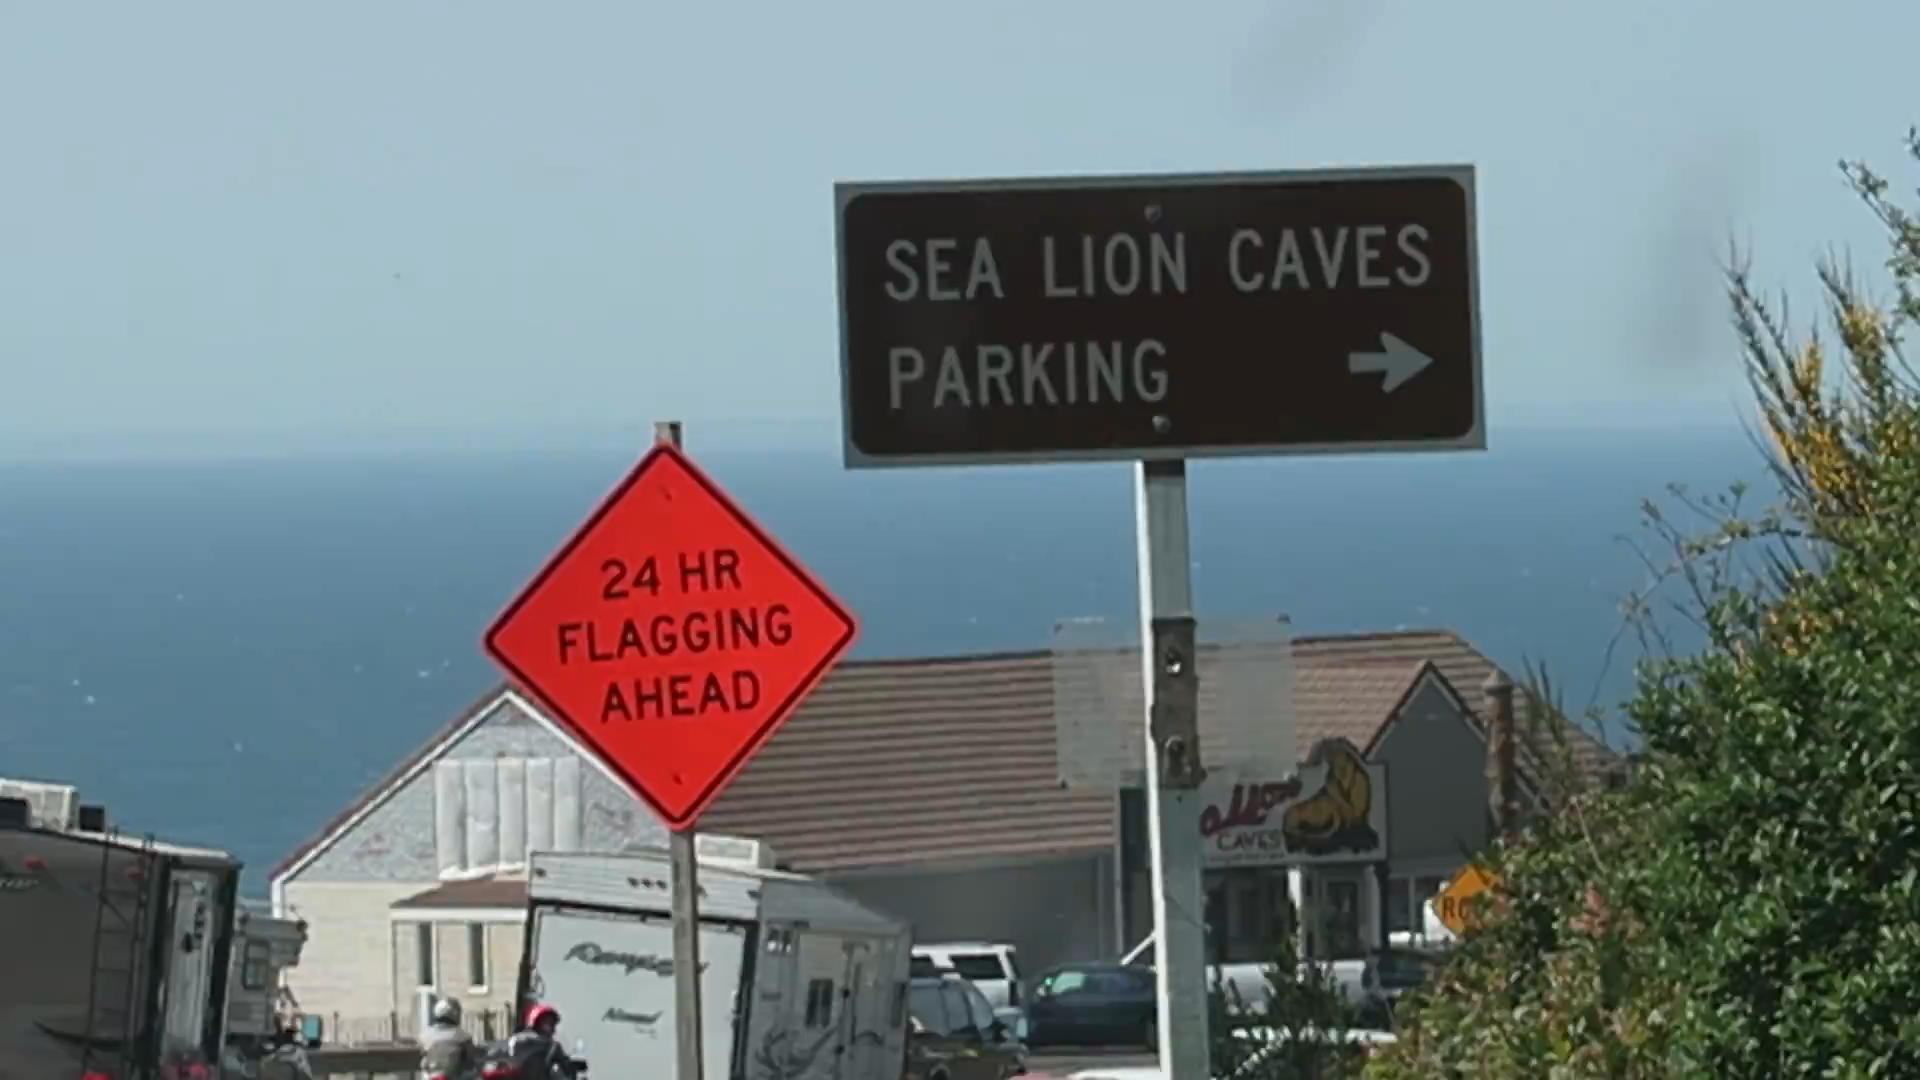 SEA LION CAVES
PARKING
24 HR
FLAGGING
AHEAD
CAVES